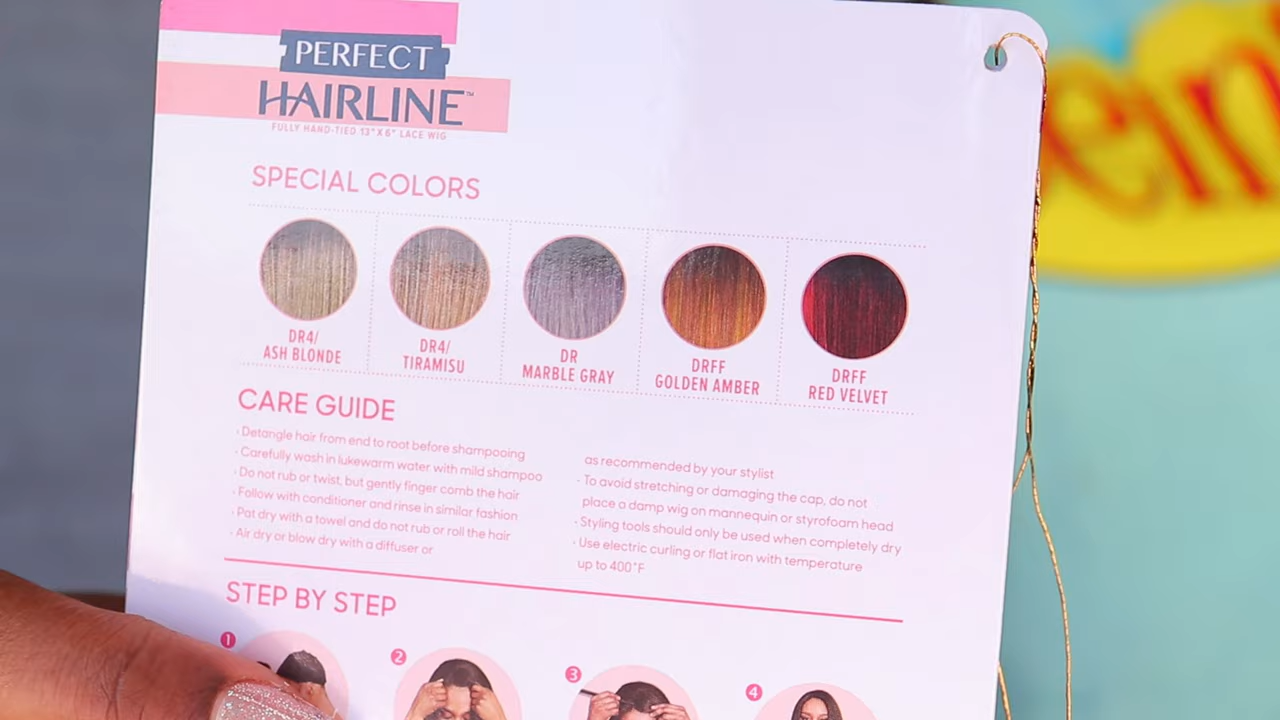 PERFECT
HAIRLINE™
FULLY HAND-TIED 13"X6" LACE WIG
SPECIAL COLORS
DR4/
ASH BLONDE
DR4/
TIRAMISU
DR
MARBLE GRAY
DRFF
GOLDEN AMBER
DRFF
RED VELVET
CARE GUIDE
· Detangle hair from end to root before shampooing
· Carefully wash in lukewarm water with mild shampoo
· Do not rub or twist, but gently finger comb the hair
· Follow with conditioner and rinse in similar fashion
· Pat dry with a towel and do not rub or roll the hair
· Air dry or blow dry with a diffuser or
as recommended by your stylist
· To avoid stretching or damaging the cap, do not
place a damp wig on mannequin or styrofoam head
· Styling tools should only be used when completely dry
· Use electric curling or flat iron with temperature
up to 400°F
STEP BY STEP
1
2
3
4